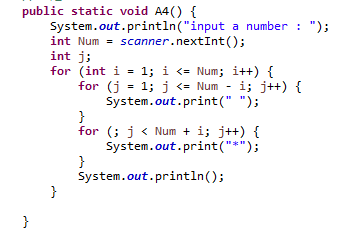 public static void A4() {
System.out.println("input a number : ");
int Num = scanner.nextInt();
int j;
for (int i = 1; i <= Num; i++) {
for (j = 1; j <= Num - i; j++) {
System.out.print(" ");
}
for (; j < Num + i; j++) {
System.out.print("*");
}
System.out.println();
}
}